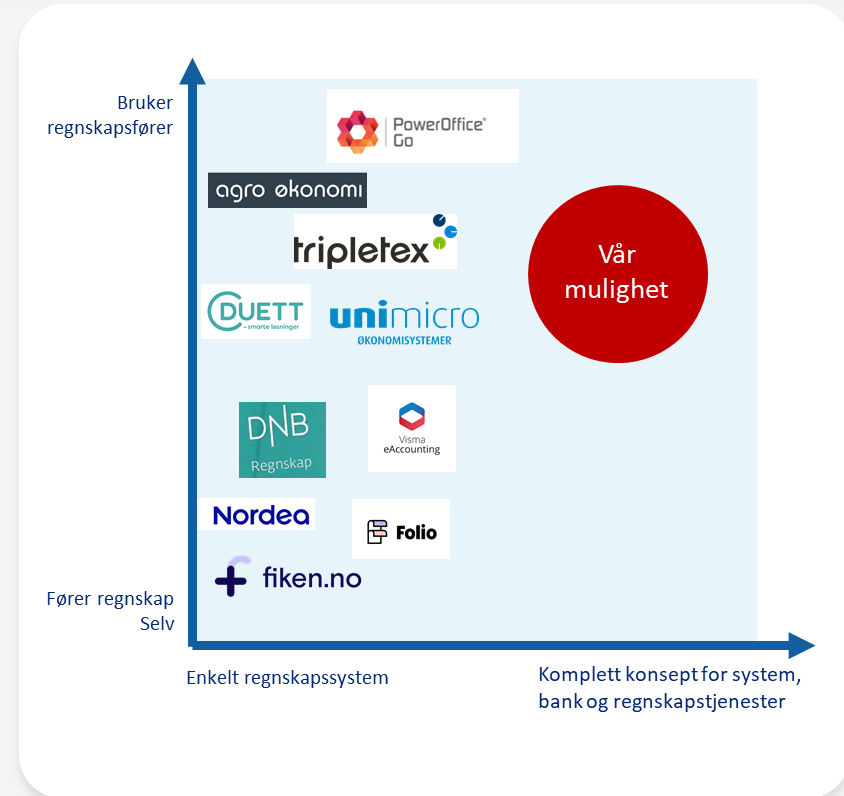 Bruker
regnskapsfører
PowerOffice®
Go
agro økonomi
tripletex
DUETT
– smarte løsninger
unimicro
ØKONOMISYSTEMER
Vår
mulighet
DNB
Regnskap
Visma
eAccounting
Nordea
Folio
fiken.no
Fører regnskap
Selv
Enkelt regnskapssystem
Komplett konsept for system,
bank og regnskapstjenester